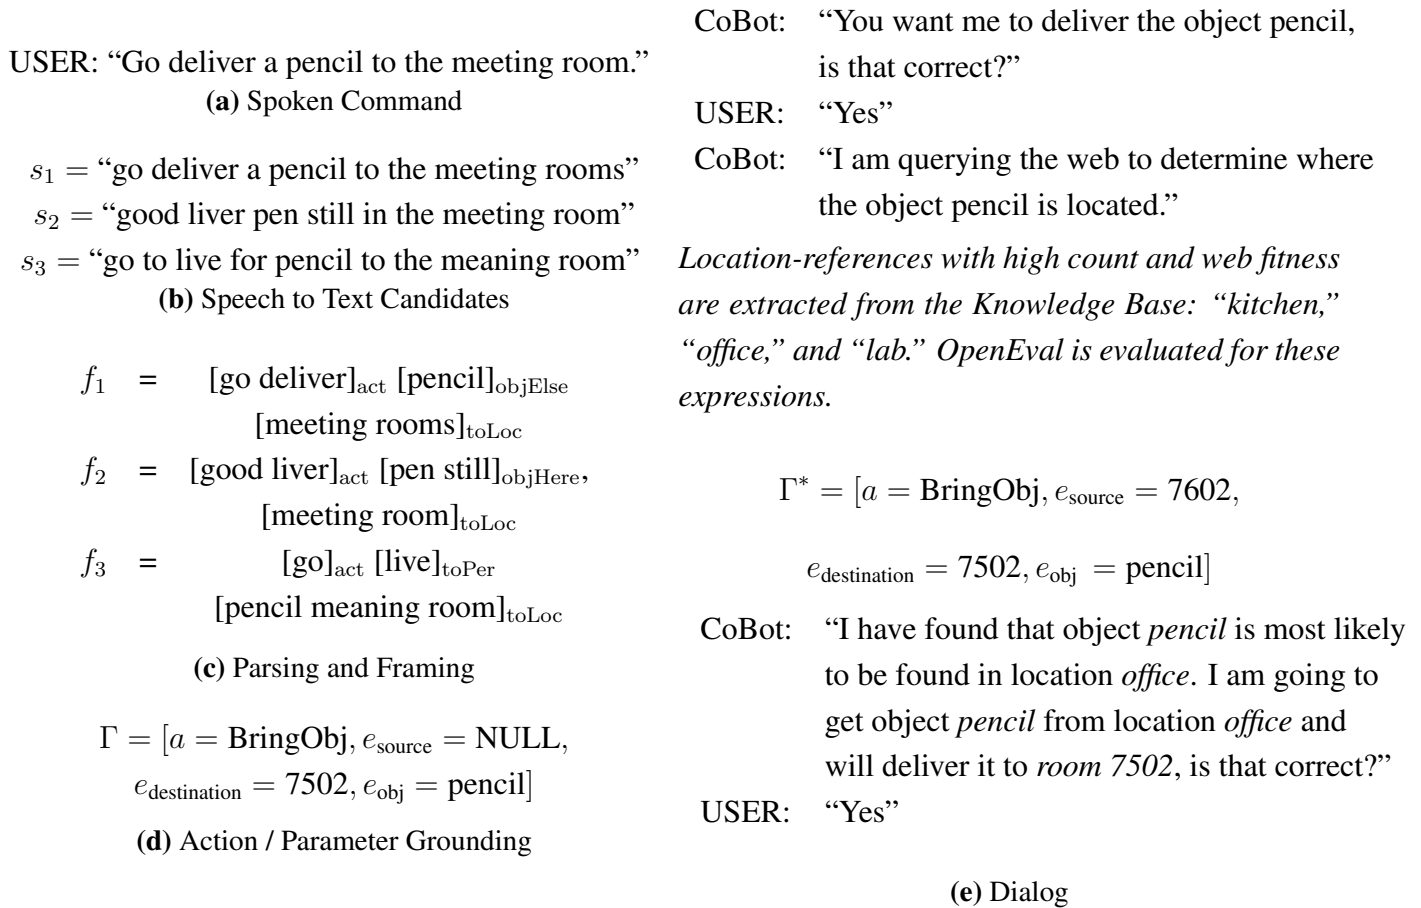 USER: “Go deliver a pencil to the meeting room.”
(a) Spoken Command
s₁ = “go deliver a pencil to the meeting rooms”
s₂ = “good liver pen still in the meeting room”
s₃ = “go to live for pencil to the meaning room”
(b) Speech to Text Candidates
f₁ = [go deliver]act [pencil]objElse
[meeting rooms]toLoc
f₂ = [good liver]act [pen still]objHere,
[meeting room]toLoc
f₃ = [go]act [live]toPer
[pencil meaning room]toLoc
(c) Parsing and Framing
Γ = [a = BringObj, esource = NULL,
edestination = 7502, eobj = pencil]
(d) Action / Parameter Grounding
CoBot: “You want me to deliver the object pencil,
is that correct?”
USER: “Yes”
CoBot: “I am querying the web to determine where
the object pencil is located.”
Location-references with high count and web fitness
are extracted from the Knowledge Base: “kitchen,”
“office,” and “lab.” OpenEval is evaluated for these
expressions.
Γ* = [a = BringObj, esource = 7602,
edestination = 7502, eobj = pencil]
CoBot: “I have found that object pencil is most likely
to be found in location office. I am going to
get object pencil from location office and
will deliver it to room 7502, is that correct?”
USER: “Yes”
(e) Dialog